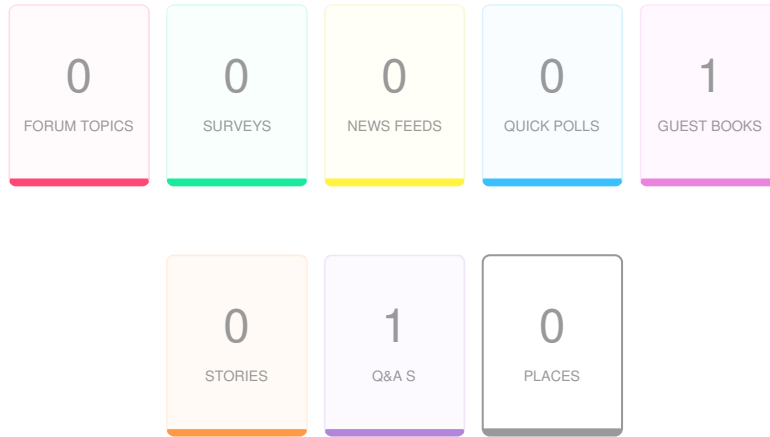 0 0 0 0 1
FORUM TOPICS SURVEYS NEWS FEEDS QUICK POLLS GUEST BOOKS
0 1 0
STORIES Q&A S PLACES